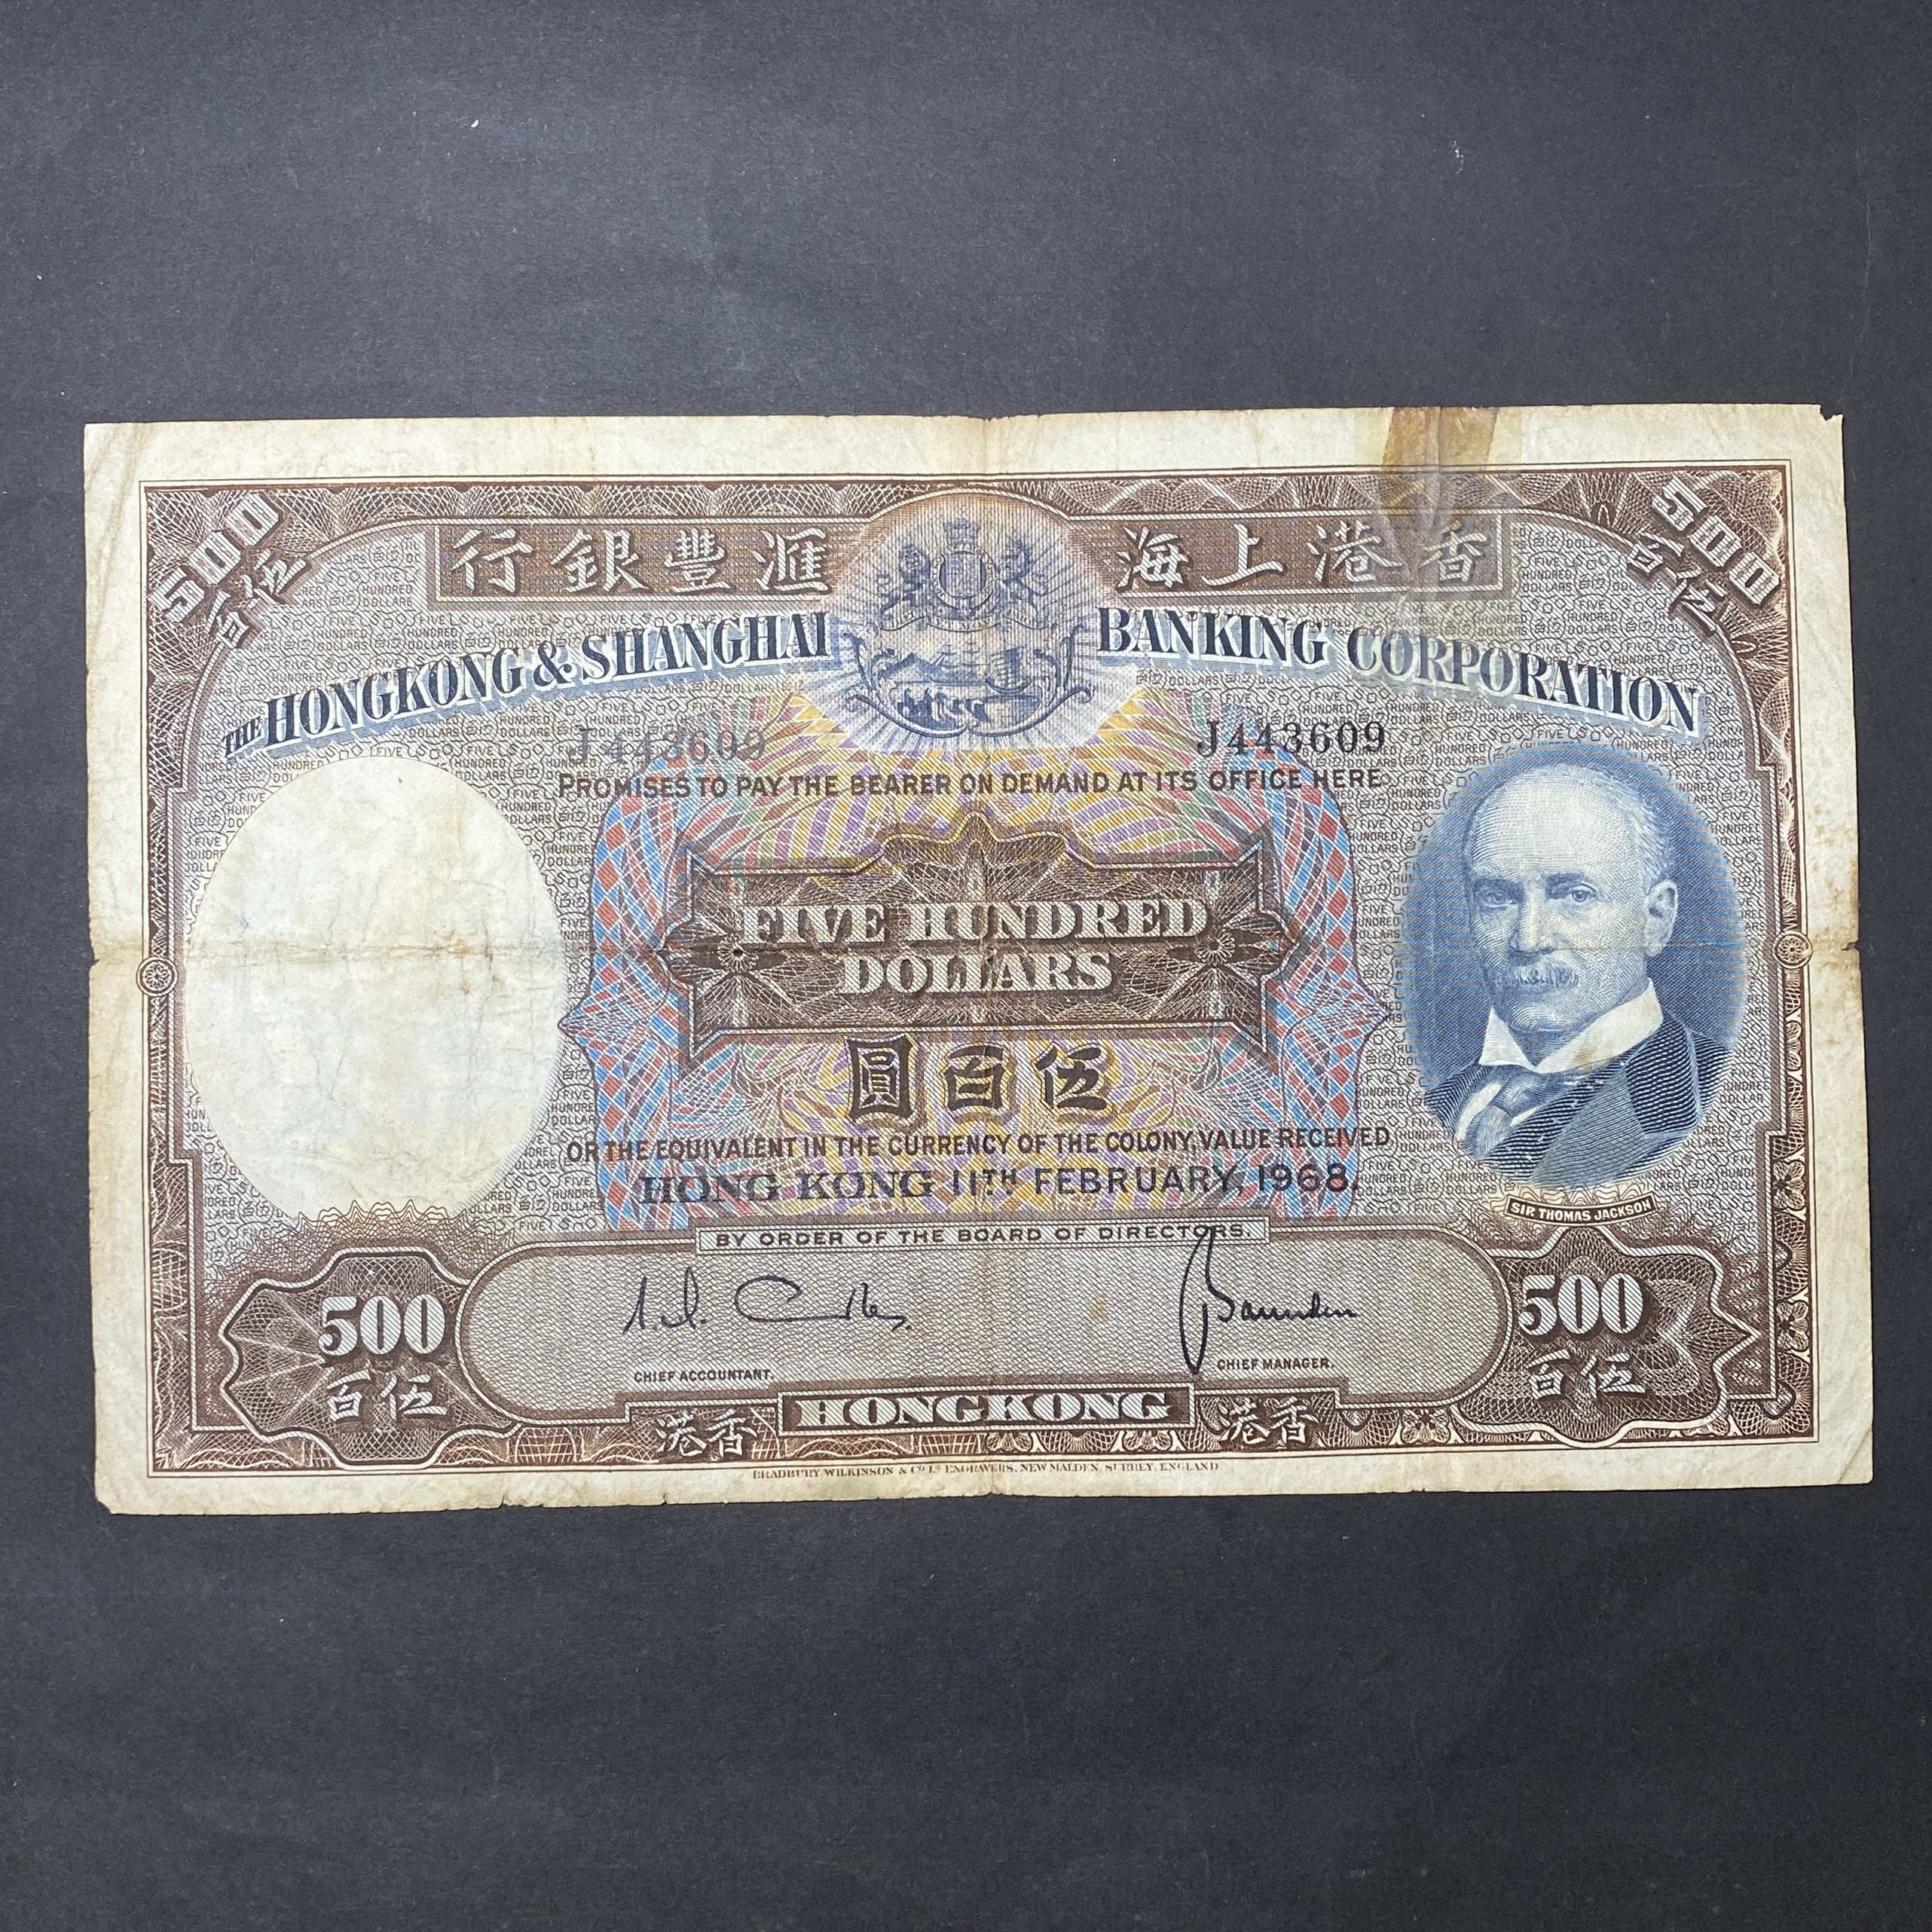 500
百伍
行銀豐滙
海上港香
500
百伍
THE HONGKONG & SHANGHAI BANKING CORPORATION
J443609
J443609
PROMISES TO PAY THE BEARER ON DEMAND AT ITS OFFICE HERE
FIVE HUNDRED
DOLLARS
圓百伍
OR THE EQUIVALENT IN THE CURRENCY OF THE COLONY, VALUE RECEIVED
HONG KONG 11TH FEBRUARY, 1968.
SIR THOMAS JACKSON
BY ORDER OF THE BOARD OF DIRECTORS.
500
百伍
CHIEF ACCOUNTANT.
CHIEF MANAGER.
500
百伍
港香
HONGKONG
港香
BRADBURY WILKINSON & Co. Ld. ENGRAVERS, NEW MALDEN, SURREY, ENGLAND